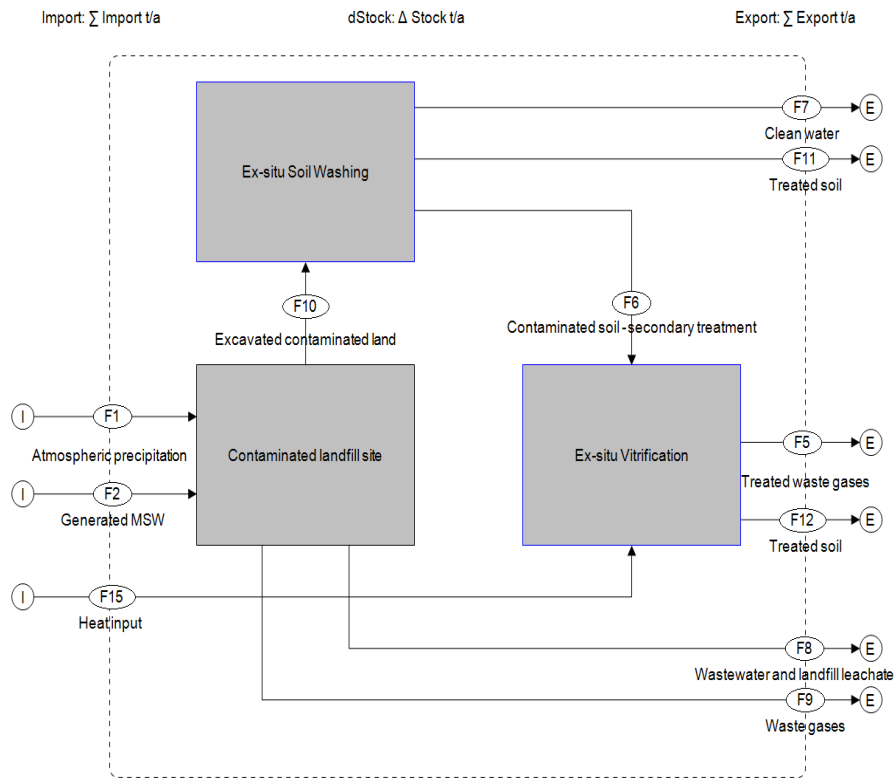 Import: ∑ Import t/a
dStock: Δ Stock t/a
Export: ∑ Export t/a
F7
E
Clean water
Ex-situ Soil Washing
F11
E
Treated soil
F10
F6
Excavated contaminated land
Contaminated soil -secondary treatment
I
F1
Atmospheric precipitation
Contaminated landfill site
Ex-situ Vitrification
F5
E
Treated waste gases
I
F2
Generated MSW
F12
E
Treated soil
I
F15
Heat input
F8
E
Wastewater and landfill leachate
F9
E
Waste gases